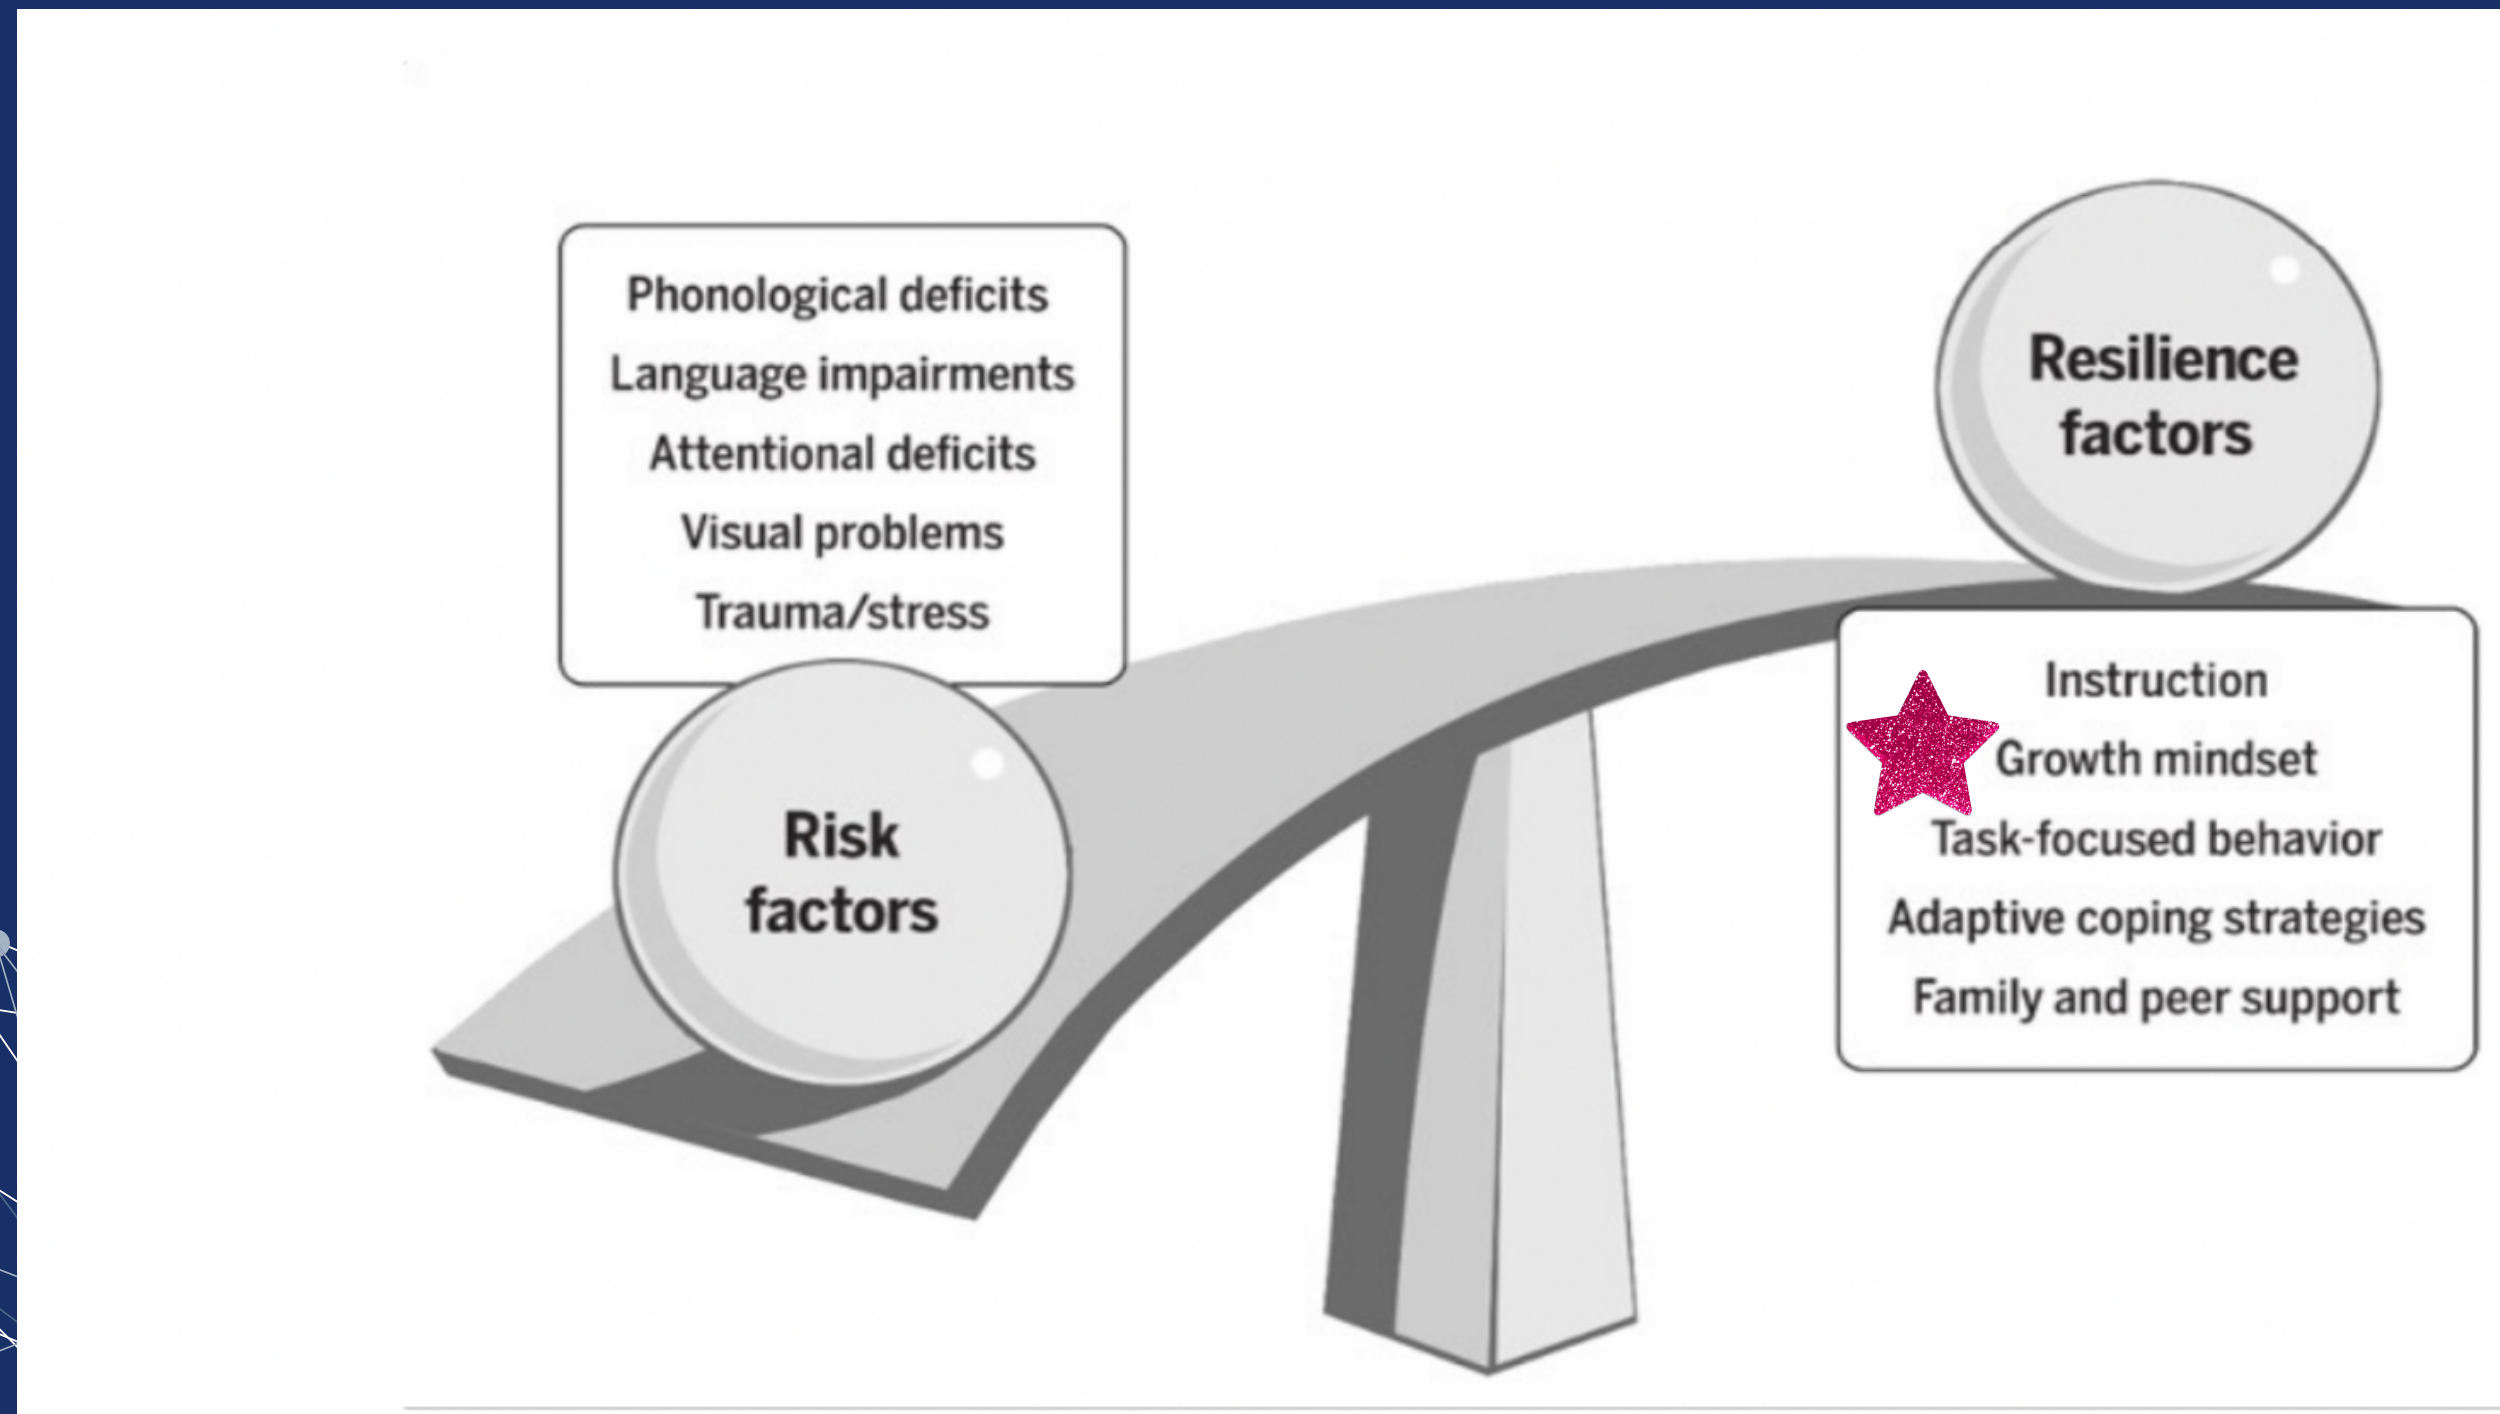 Phonological deficits
Language impairments
Attentional deficits
Visual problems
Trauma/stress
Risk
factors
Resilience
factors
Instruction
Growth mindset
Task-focused behavior
Adaptive coping strategies
Family and peer support